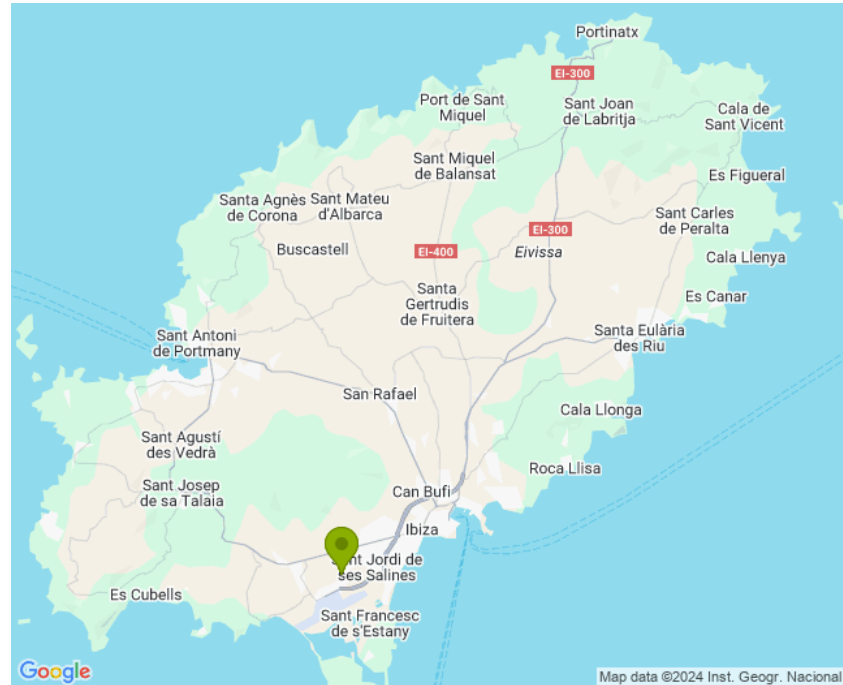 Portinatx
EI-300
Port de Sant
Miquel
Sant Joan
de Labritja
Cala de
Sant Vicent
Sant Miquel
de Balansat
Es Figueral
Santa Agnès
de Corona
Sant Mateu
d'Albarca
Sant Carles
de Peralta
EI-300
Buscastell
EI-400
Eivissa
Cala Llenya
Santa
Gertrudis
de Fruitera
Es Canar
Sant Antoni
de Portmany
Santa Eulària
des Riu
San Rafael
Cala Llonga
Sant Agustí
des Vedrà
Roca Llisa
Sant Josep
de sa Talaia
Can Bufí
Ibiza
Sant Jordi de
ses Salines
Es Cubells
Sant Francesc
de s'Estany
Google
Map data ©2024 Inst. Geogr. Nacional